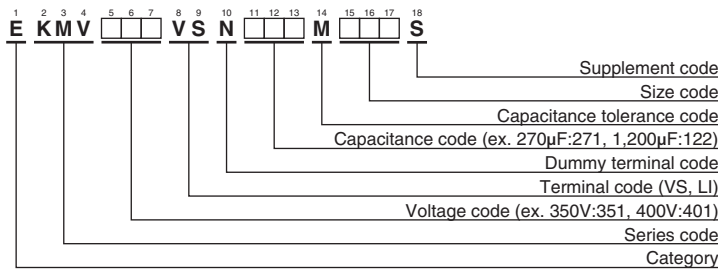 1 2 3 4 5 6 7 8 9 10 11 12 13 14 15 16 17 18
E KMV □□□ VS N □□□ M □□□ S
Supplement code
Size code
Capacitance tolerance code
Capacitance code (ex. 270µF:271, 1,200µF:122)
Dummy terminal code
Terminal code (VS, LI)
Voltage code (ex. 350V:351, 400V:401)
Series code
Category